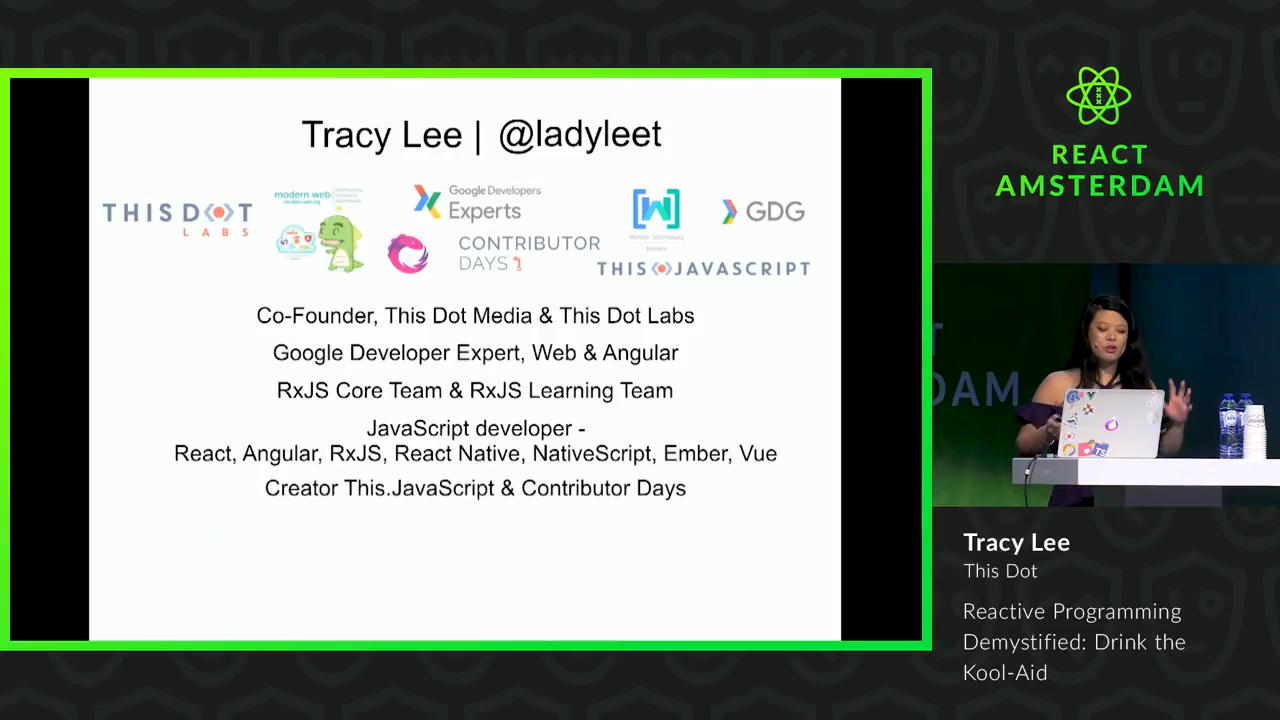 Tracy Lee | @ladyleet
THIS DOT
LABS
modern web
Google Developers
Experts
GDG
CONTRIBUTOR
DAYS
THIS JAVASCRIPT
Co-Founder, This Dot Media & This Dot Labs
Google Developer Expert, Web & Angular
RxJS Core Team & RxJS Learning Team
JavaScript developer -
React, Angular, RxJS, React Native, NativeScript, Ember, Vue
Creator This.JavaScript & Contributor Days
REACT
AMSTERDAM
DAM
TS
Tracy Lee
This Dot
Reactive Programming
Demystified: Drink the
Kool-Aid